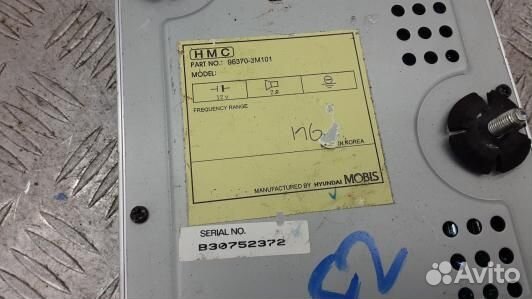 HMC
PART NO.: 96370-3M101
MODEL:
12V
2Ω
FREQUENCY RANGE
IN KOREA
MANUFACTURED BY HYUNDAI MOBIS
SERIAL NO.
B30752372
Avito